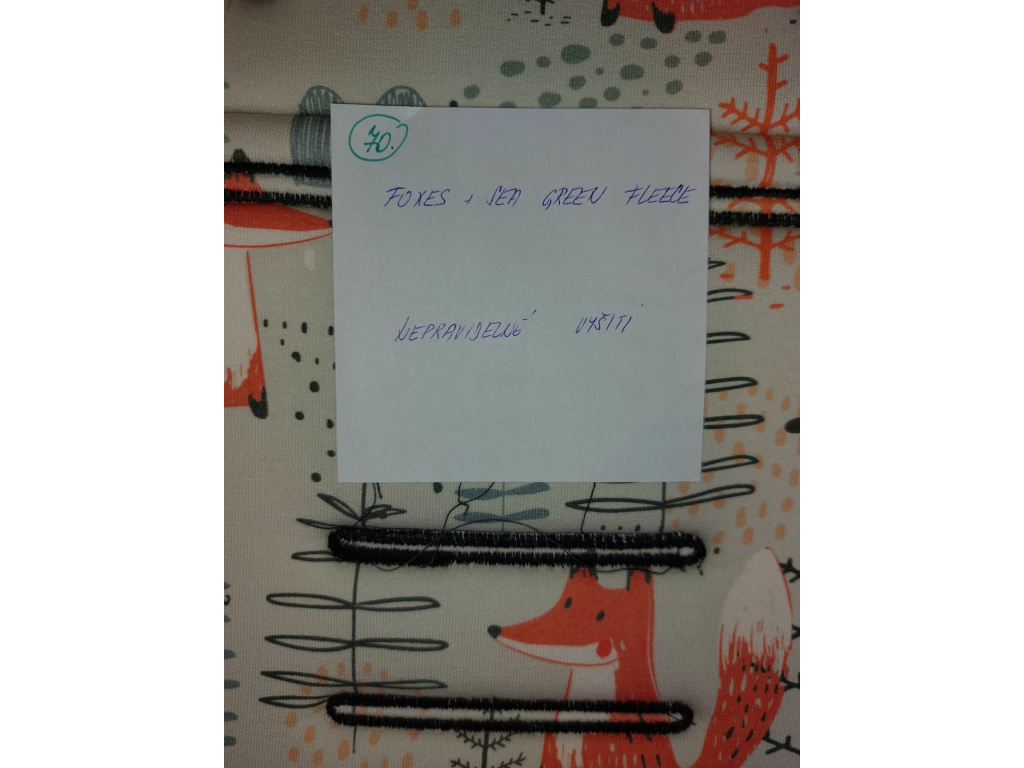 70.
FOXES + SEA GREEN FLEECE
NEPRAVIDELNÉ VYŠITÍ